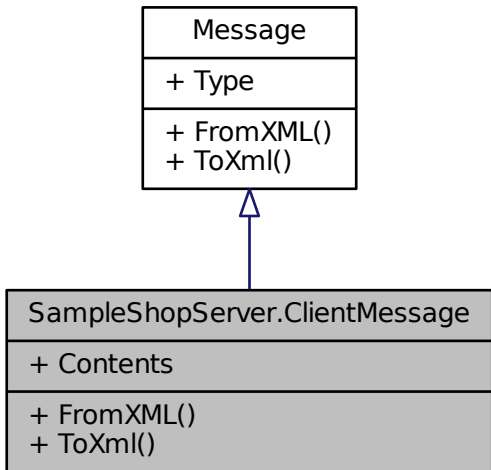 Message
+ Type
+ FromXML()
+ ToXml()
SampleShopServer.ClientMessage
+ Contents
+ FromXML()
+ ToXml()